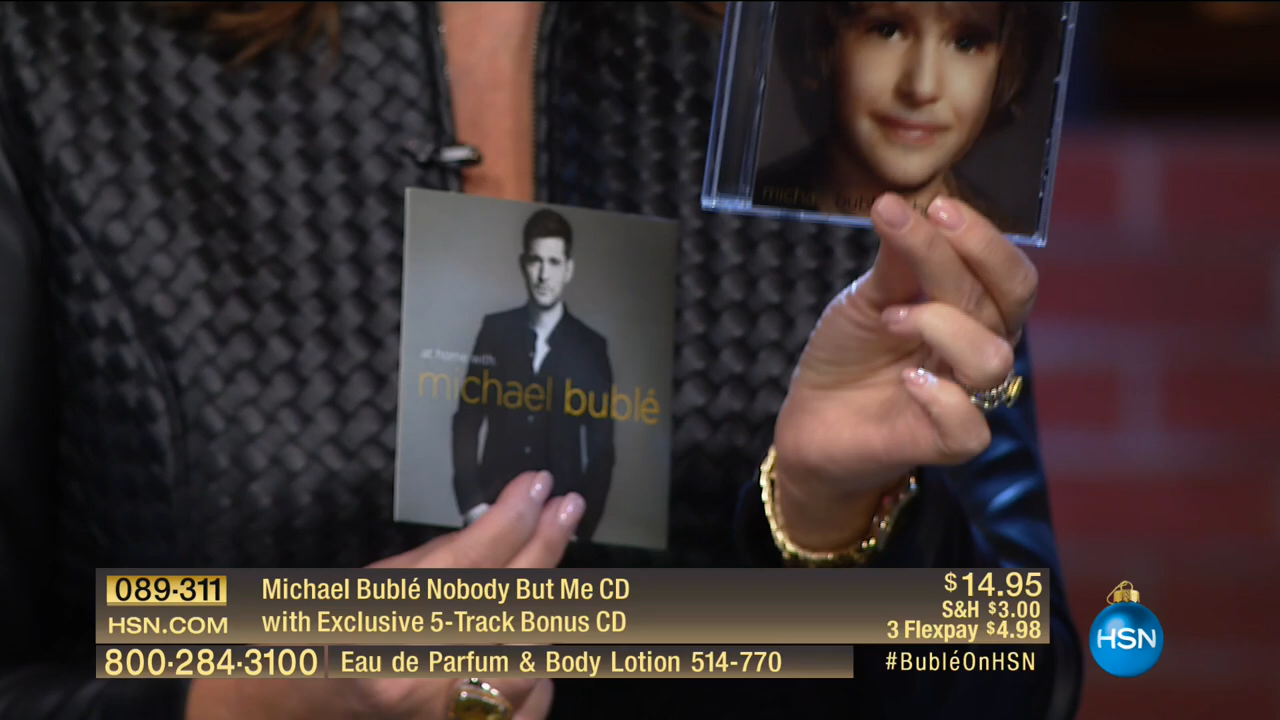 at home with
michael bublé
089-311
HSN.COM
Michael Bublé Nobody But Me CD
with Exclusive 5-Track Bonus CD
$14.95
S&H $3.00
3 Flexpay $4.98
800·284·3100
Eau de Parfum & Body Lotion 514-770
#BubléOnHSN
HSN